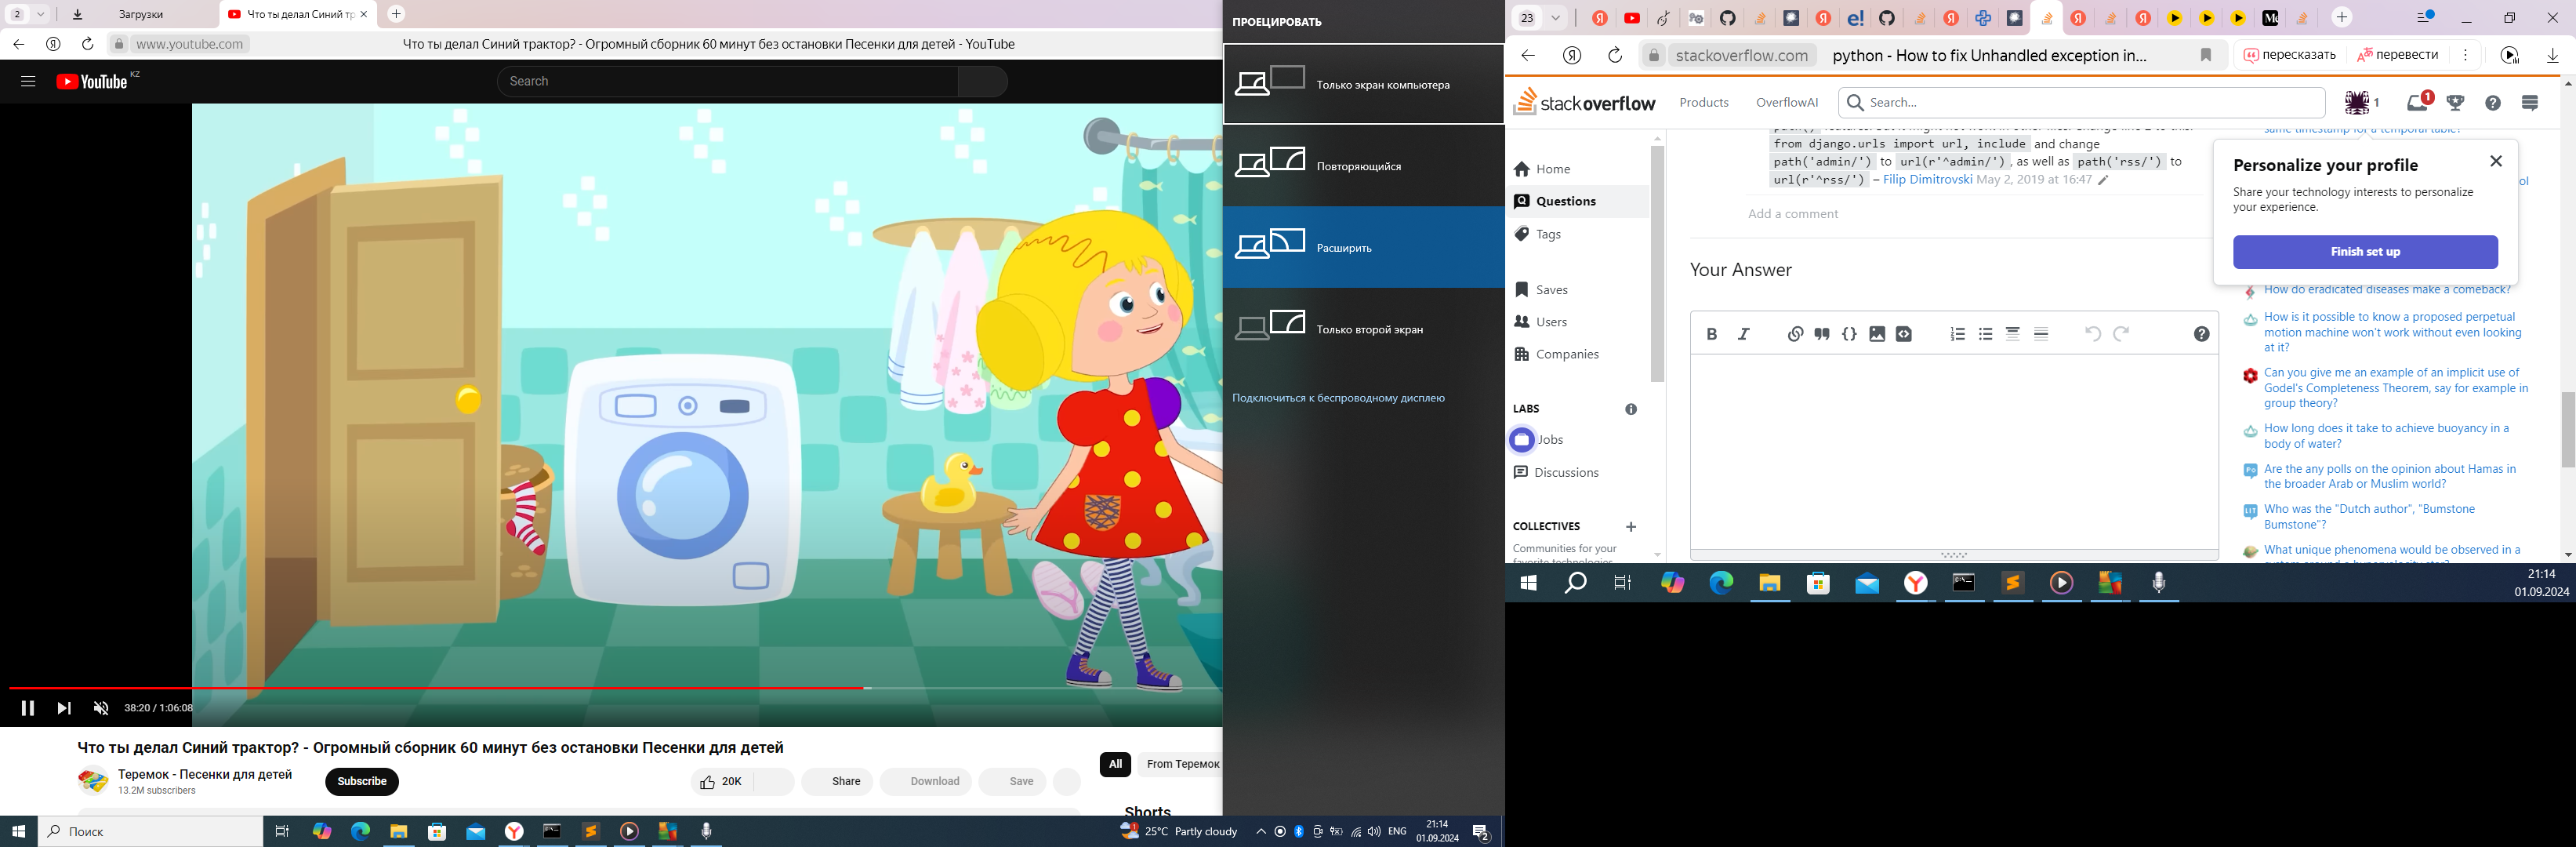 2
Загрузки
Что ты делал Синий тр
www.youtube.com
Что ты делал Синий трактор? - Огромный сборник 60 минут без остановки Песенки для детей - YouTube
YouTube KZ
Search
38:20 / 1:06:08
Что ты делал Синий трактор? - Огромный сборник 60 минут без остановки Песенки для детей
Теремок - Песенки для детей
13.2M subscribers
Subscribe
20K
Share
Download
Save
All
From Теремок
Shorts
Поиск
25°C Partly cloudy
ENG
21:14
01.09.2024
2
ПРОЕЦИРОВАТЬ
Только экран компьютера
Повторяющийся
Расширить
Только второй экран
Подключиться к беспроводному дисплею
23
stackoverflow.com
python - How to fix Unhandled exception in...
пересказать
перевести
stackoverflow
Products
OverflowAI
Search...
1
1
Home
Questions
Tags
Saves
Users
Companies
LABS
Jobs
Discussions
COLLECTIVES
Communities for your
from django.urls import url, include and change
path('admin/') to url(r'^admin/'), as well as path('rss/') to
url(r'^rss/') – Filip Dimitrovski May 2, 2019 at 16:47
Add a comment
Your Answer
B I
same timestamp for a temporal table?
Personalize your profile
Share your technology interests to personalize
your experience.
Finish set up
ol
How do eradicated diseases make a comeback?
How is it possible to know a proposed perpetual
motion machine won't work without even looking
at it?
Can you give me an example of an implicit use of
Godel's Completeness Theorem, say for example in
group theory?
How long does it take to achieve buoyancy in a
body of water?
Are the any polls on the opinion about Hamas in
the broader Arab or Muslim world?
Who was the "Dutch author", "Bumstone
Bumstone"?
What unique phenomena would be observed in a
21:14
01.09.2024